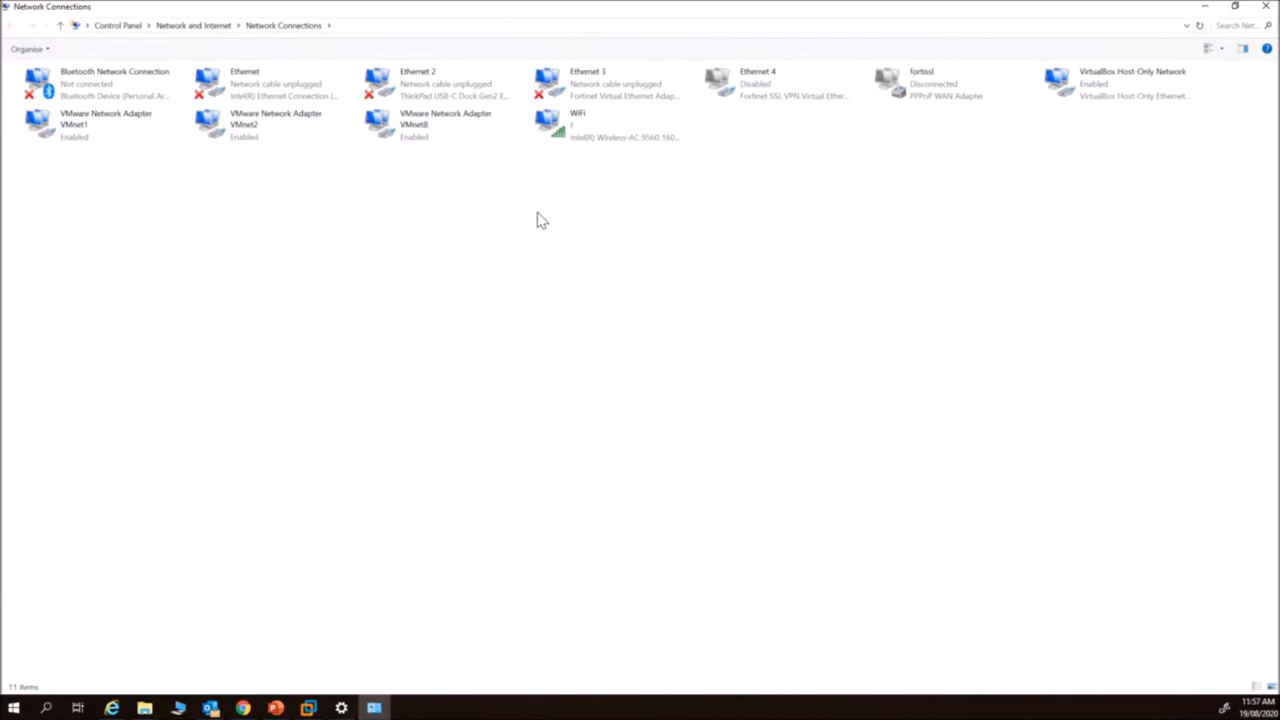 Network Connections
Control Panel > Network and Internet > Network Connections >
Search Net...
Organise
Bluetooth Network Connection
Not connected
Bluetooth Device (Personal Ar...
Ethernet
Network cable unplugged
Intel(R) Ethernet Connection (...
Ethernet 2
Network cable unplugged
ThinkPad USB-C Dock Gen2 E...
Ethernet 3
Network cable unplugged
Fortinet Virtual Ethernet Adap...
Ethernet 4
Disabled
Fortinet SSL VPN Virtual Ether...
fortissl
Disconnected
PPPoP WAN Adapter
VirtualBox Host-Only Network
Enabled
VirtualBox Host-Only Ethernet...
VMware Network Adapter
VMnet1
Enabled
VMware Network Adapter
VMnet2
Enabled
VMware Network Adapter
VMnet8
Enabled
WiFi
Intel(R) Wireless-AC 9560 160...
11 items
11:57 AM
19/08/2020